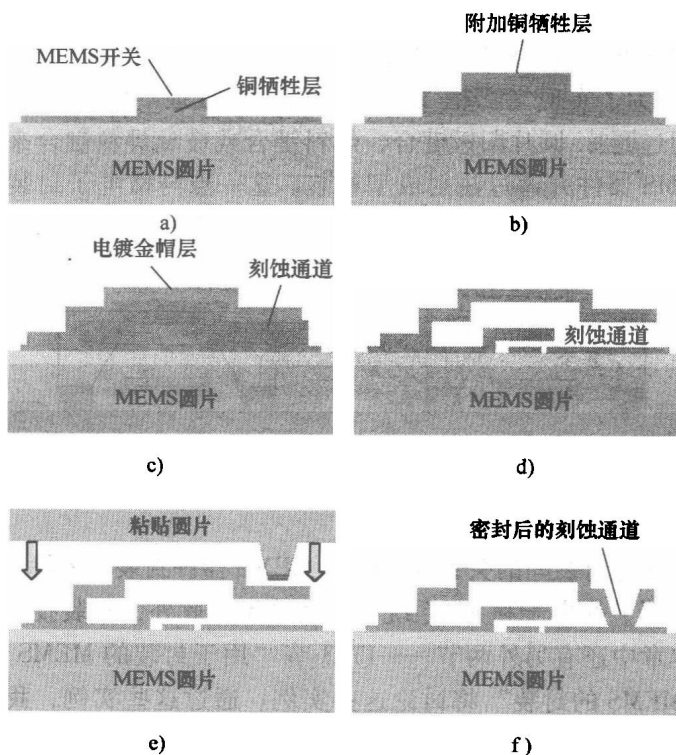 MEMS开关
铜牺牲层
MEMS圆片
a)
附加铜牺牲层
MEMS圆片
b)
电镀金帽层
刻蚀通道
MEMS圆片
c)
刻蚀通道
MEMS圆片
d)
粘贴圆片
MEMS圆片
e)
密封后的刻蚀通道
MEMS圆片
f)